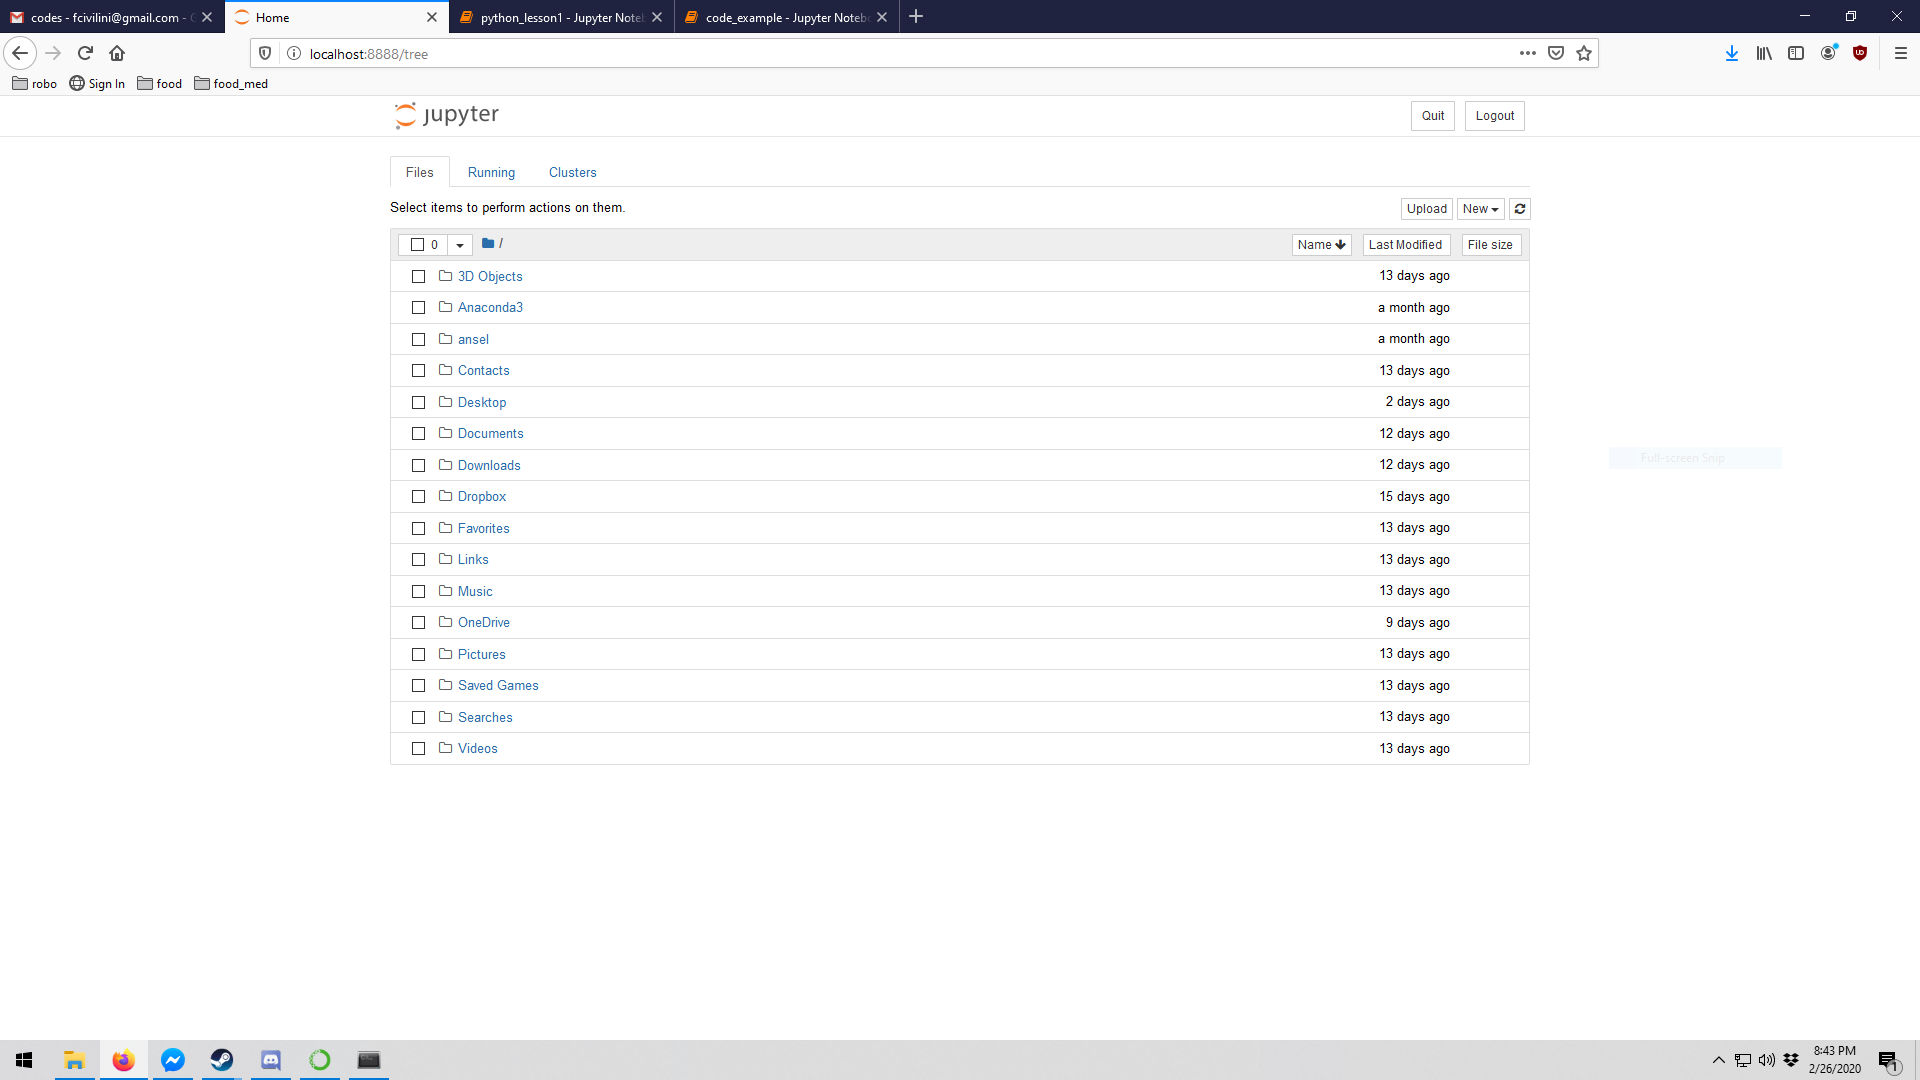 codes - fcivilini@gmail.com - G
Home
python_lesson1 - Jupyter Noteb
code_example - Jupyter Notebo
localhost:8888/tree
robo
Sign In
food
food_med
jupyter
Quit
Logout
Files
Running
Clusters
Select items to perform actions on them.
Upload
New
0
/
Name
Last Modified
File size
3D Objects 13 days ago
Anaconda3 a month ago
ansel a month ago
Contacts 13 days ago
Desktop 2 days ago
Documents 12 days ago
Downloads 12 days ago
Full-screen Snip
Dropbox 15 days ago
Favorites 13 days ago
Links 13 days ago
Music 13 days ago
OneDrive 9 days ago
Pictures 13 days ago
Saved Games 13 days ago
Searches 13 days ago
Videos 13 days ago
8:43 PM
2/26/2020
1